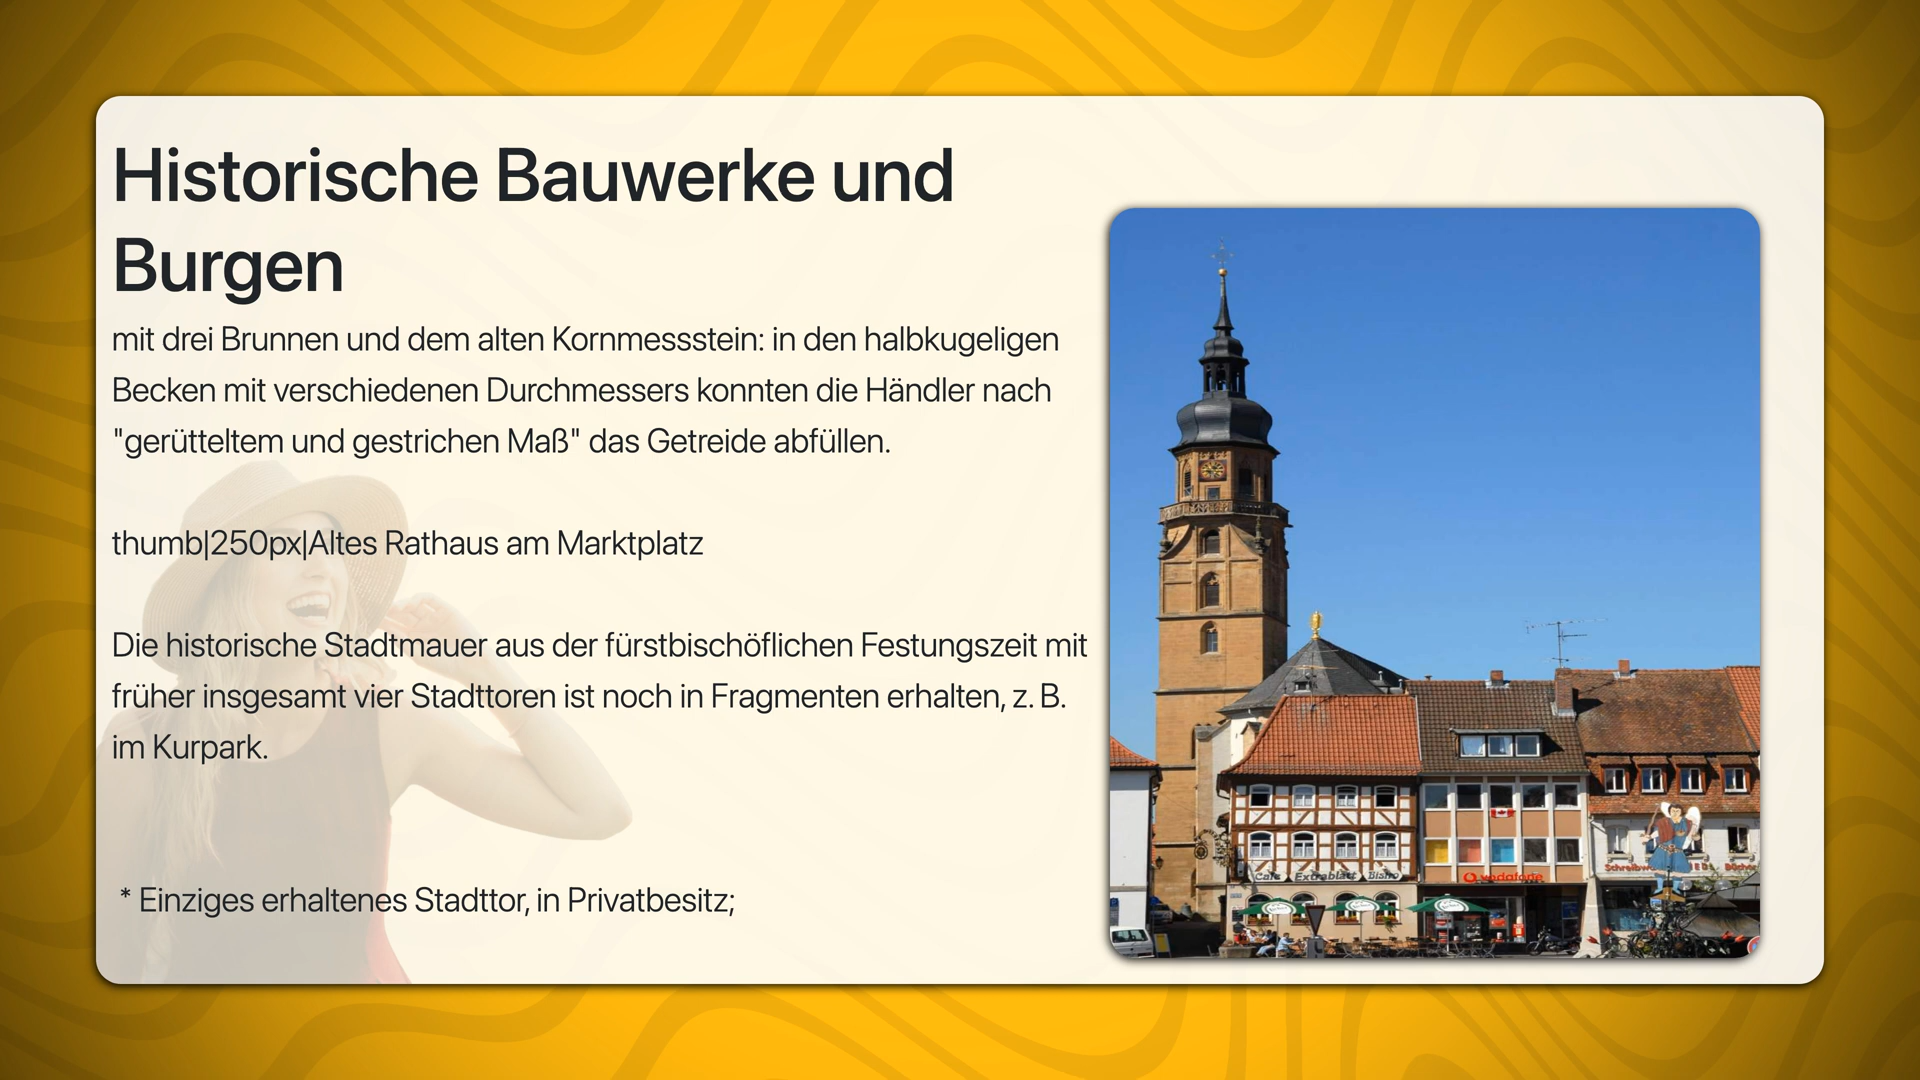 Historische Bauwerke und
Burgen
mit drei Brunnen und dem alten Kornmessstein: in den halbkugeligen
Becken mit verschiedenen Durchmessers konnten die Händler nach
"gerütteltem und gestrichen Maß" das Getreide abfüllen.
thumb|250px|Altes Rathaus am Marktplatz
Die historische Stadtmauer aus der fürstbischöflichen Festungszeit mit
früher insgesamt vier Stadttoren ist noch in Fragmenten erhalten, z. B.
im Kurpark.
* Einziges erhaltenes Stadttor, in Privatbesitz;
Cafe Extrablatt Bistro
vodafone